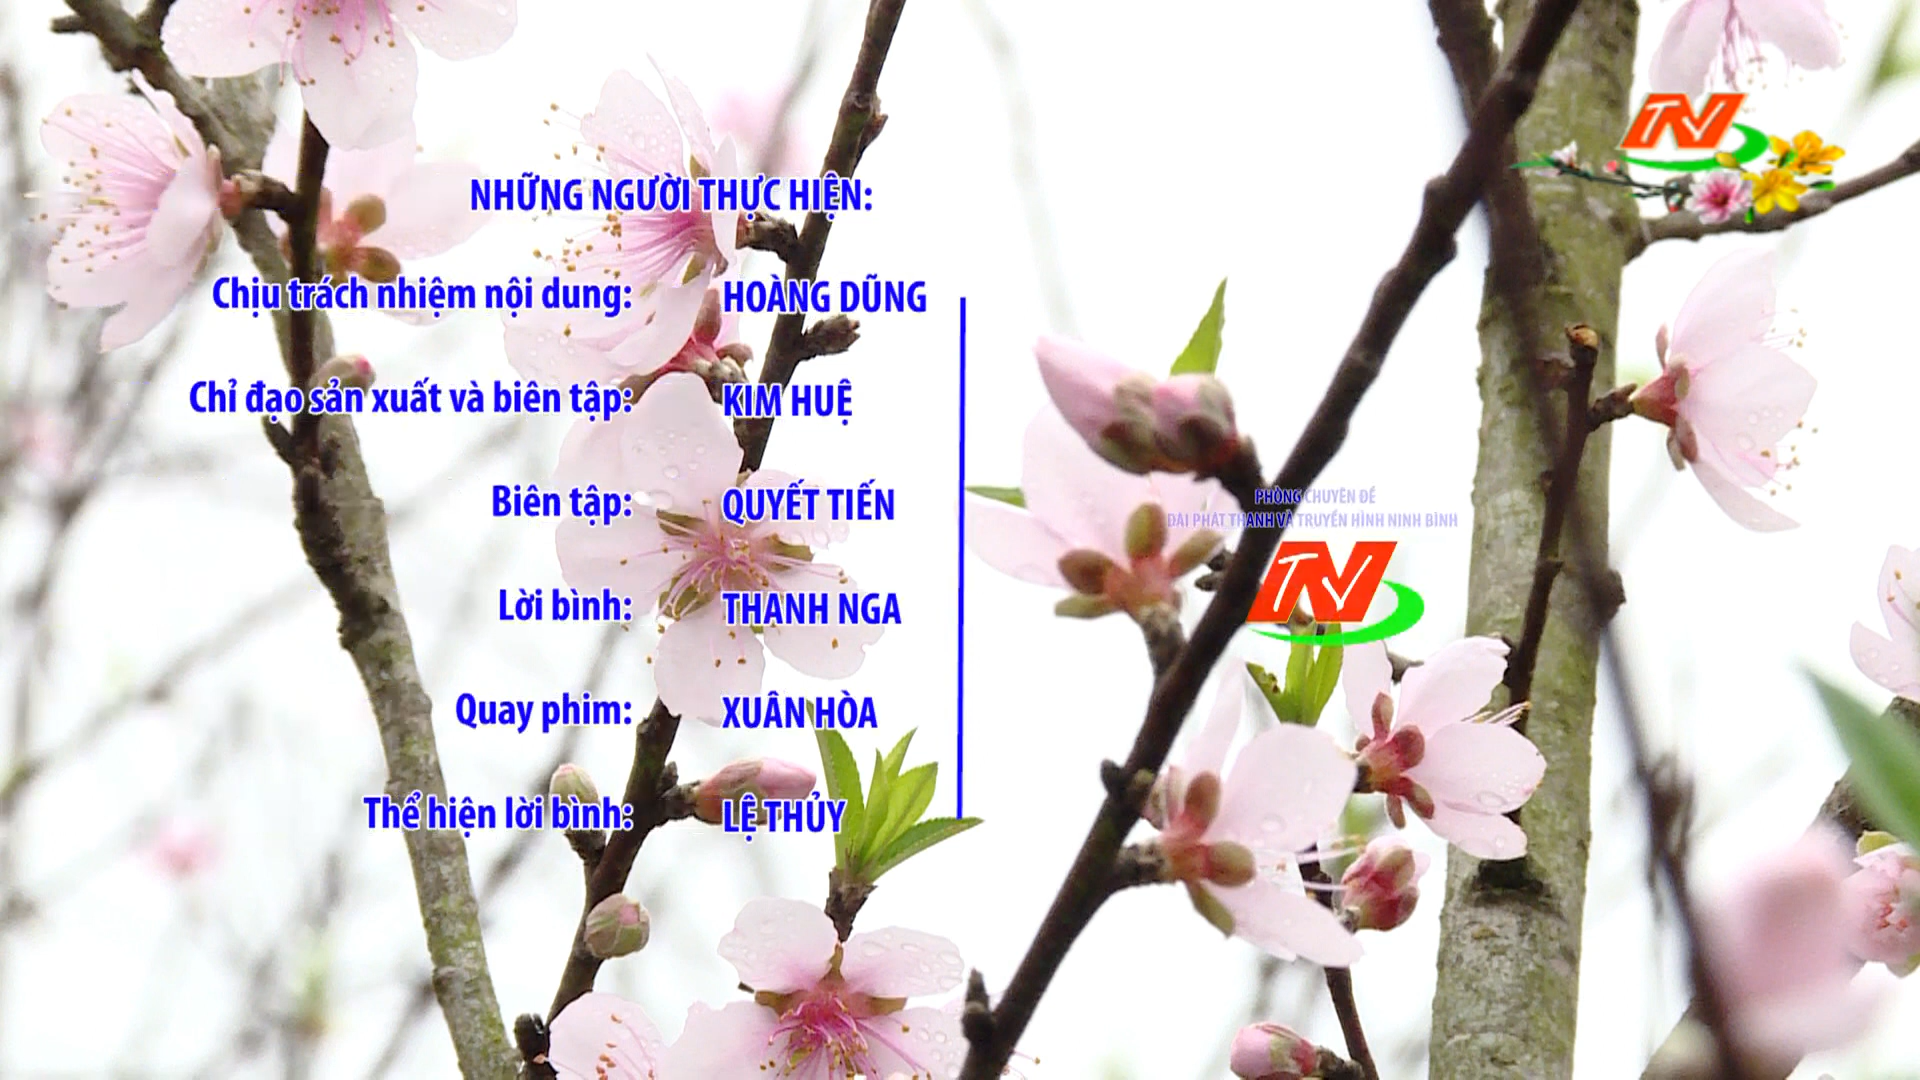 NHỮNG NGƯỜI THỰC HIỆN:
Chịu trách nhiệm nội dung: HOÀNG DŨNG
Chỉ đạo sản xuất và biên tập: KIM HUỆ
Biên tập: QUYẾT TIẾN
Lời bình: THANH NGA
Quay phim: XUÂN HÒA
Thể hiện lời bình: LỆ THỦY
PHÒNG CHUYÊN ĐỀ
ĐÀI PHÁT THANH VÀ TRUYỀN HÌNH NINH BÌNH
NTV
NTV